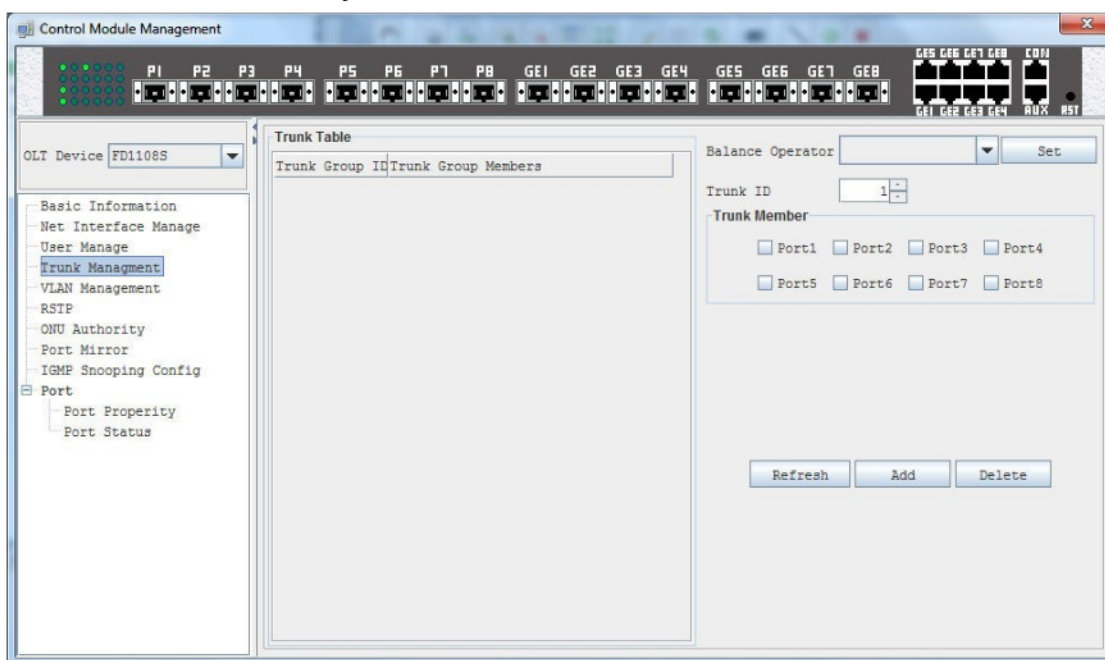 Control Module Management
GE5 GE6 GE7 GE8 CON
P1 P2 P3 P4 P5 P6 P7 P8 GE1 GE2 GE3 GE4 GE5 GE6 GE7 GE8
GE1 GE2 GE3 GE4 AUX RST
OLT Device FD1108S
Basic Information
Net Interface Manage
User Manage
Trunk Managment
VLAN Management
RSTP
ONU Authority
Port Mirror
IGMP Snooping Config
Port
Port Properity
Port Status
Trunk Table
Trunk Group ID Trunk Group Members
Balance Operator Set
Trunk ID 1
Trunk Member
Port1 Port2 Port3 Port4
Port5 Port6 Port7 Port8
Refresh Add Delete